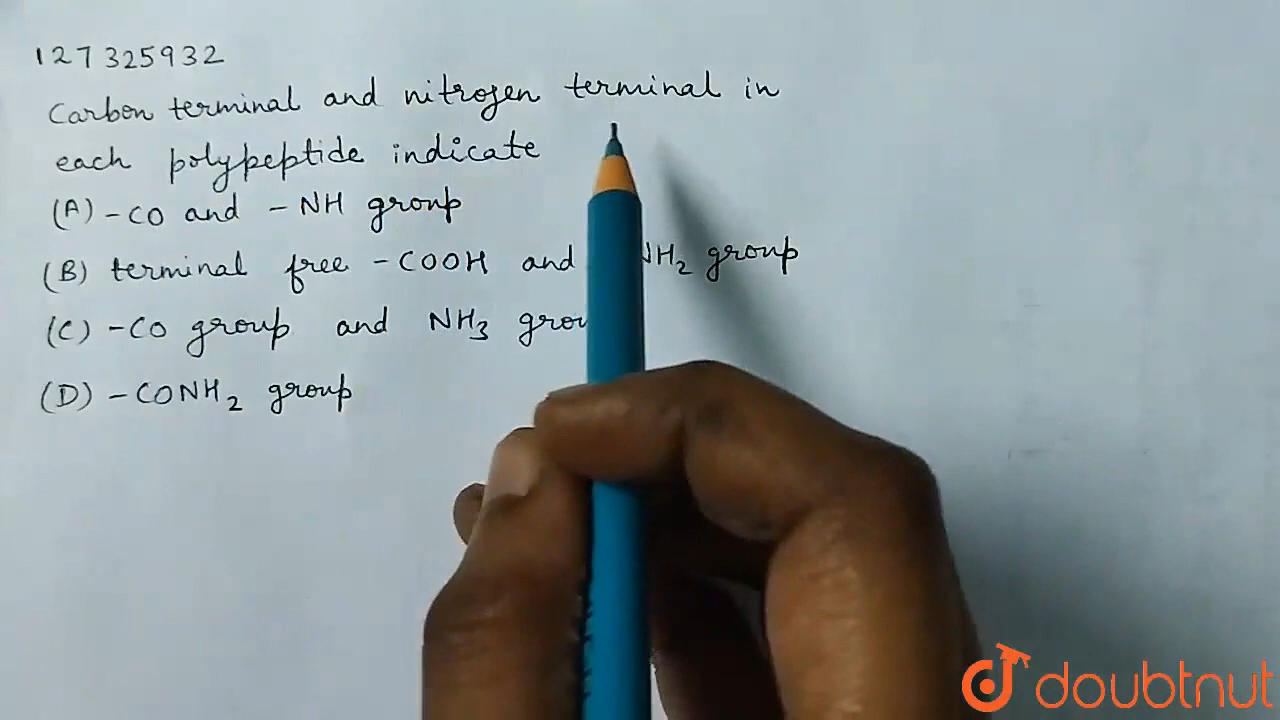 127325932
Carbon terminal and nitrogen terminal in
each polypeptide indicate
(A) -CO and -NH group
(B) terminal free -COOH and NH2 group
(C) -CO group and NH3 grou
(D) -CONH2 group
doubtnut